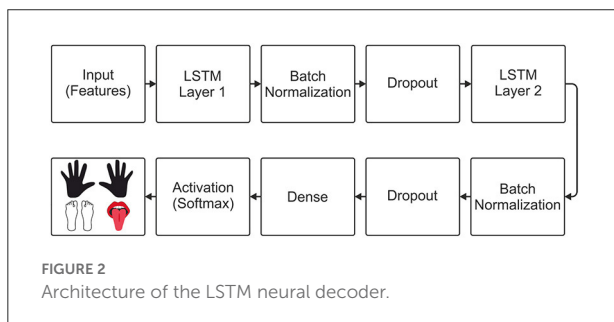 Input
(Features)
LSTM
Layer 1
Batch
Normalization
Dropout
LSTM
Layer 2
Batch
Normalization
Dropout
Dense
Activation
(Softmax)
FIGURE 2
Architecture of the LSTM neural decoder.